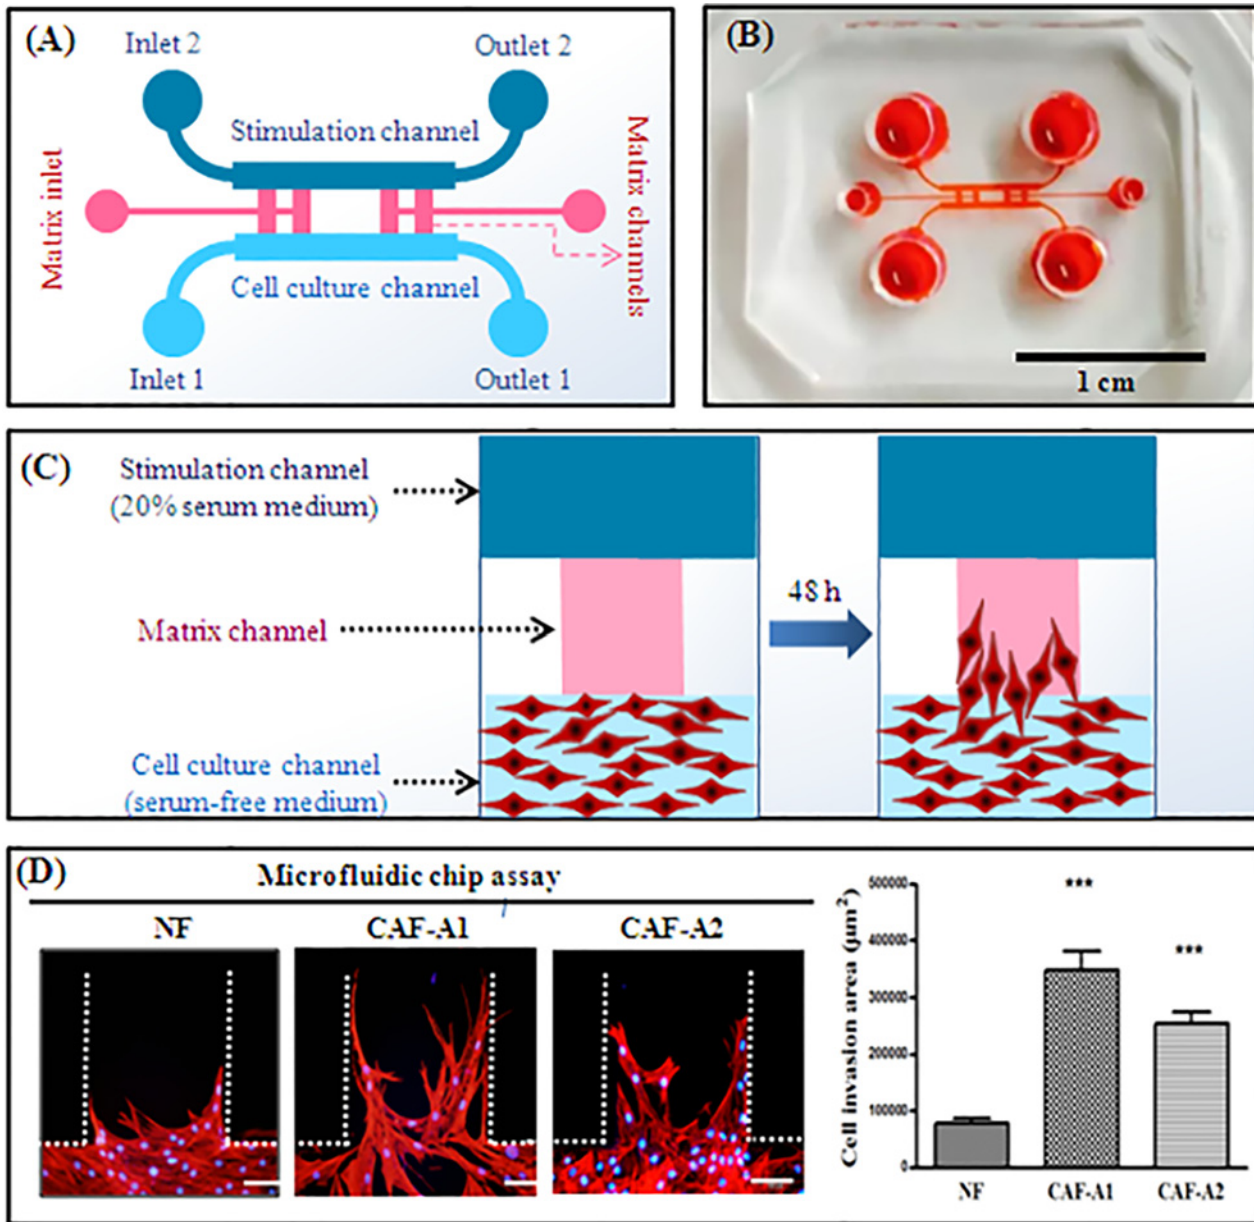 (A)
Inlet 2
Outlet 2
Stimulation channel
Matrix inlet
Matrix channels
Cell culture channel
Inlet 1
Outlet 1
(B)
1 cm
(C)
Stimulation channel
(20% serum medium)
Matrix channel
48 h
Cell culture channel
(serum-free medium)
(D)
Microfluidic chip assay
NF
CAF-A1
CAF-A2
Cell invasion area (µm²)
500000
400000
300000
200000
100000
0
***
***
NF
CAF-A1
CAF-A2